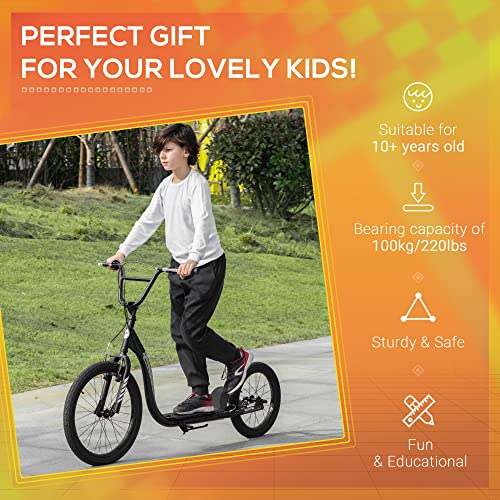 PERFECT GIFT
FOR YOUR LOVELY KIDS!
Suitable for
10+ years old
Bearing capacity of
100kg/220lbs
Sturdy & Safe
Fun
& Educational